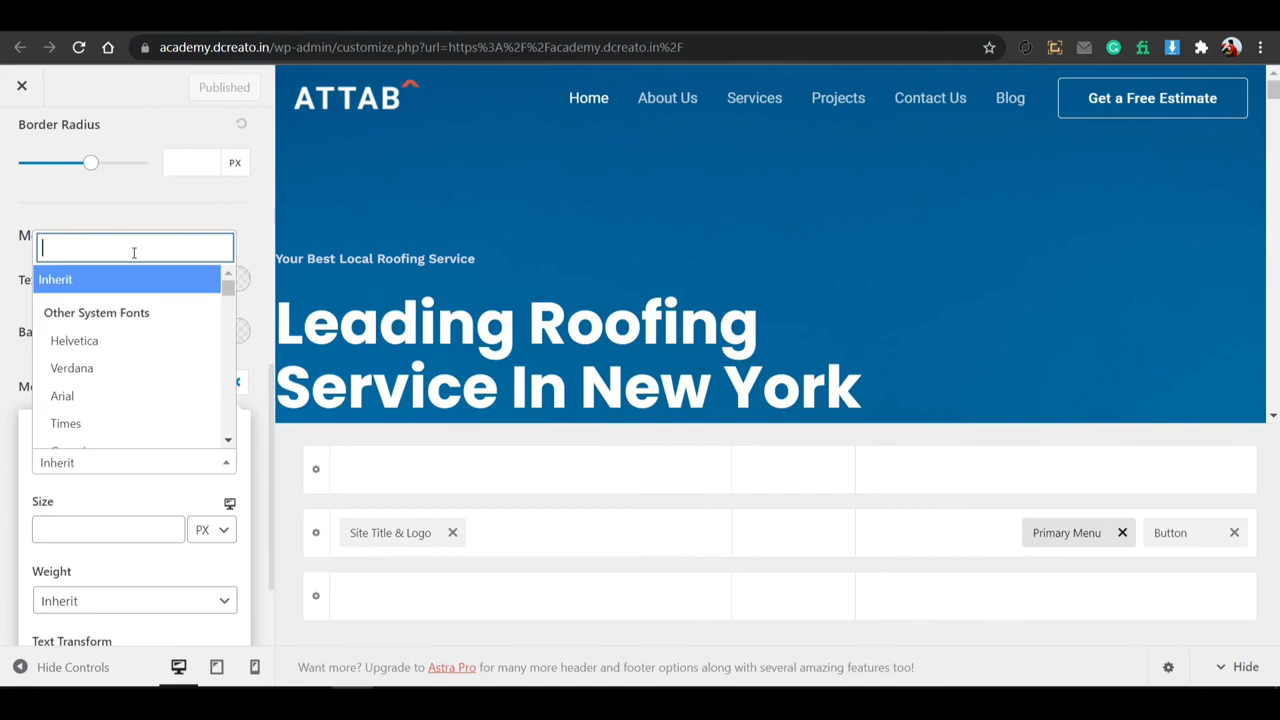 academy.dcreato.in/wp-admin/customize.php?url=https%3A%2F%2Facademy.dcreato.in%2F
Published
Border Radius
PX
Inherit
Other System Fonts
Helvetica
Verdana
Arial
Times
Inherit
Size
PX
Weight
Inherit
Text Transform
Hide Controls
ATTAB
Home
About Us
Services
Projects
Contact Us
Blog
Get a Free Estimate
Your Best Local Roofing Service
Leading Roofing
Service In New York
Site Title & Logo
Primary Menu
Button
Want more? Upgrade to Astra Pro for many more header and footer options along with several amazing features too!
Hide